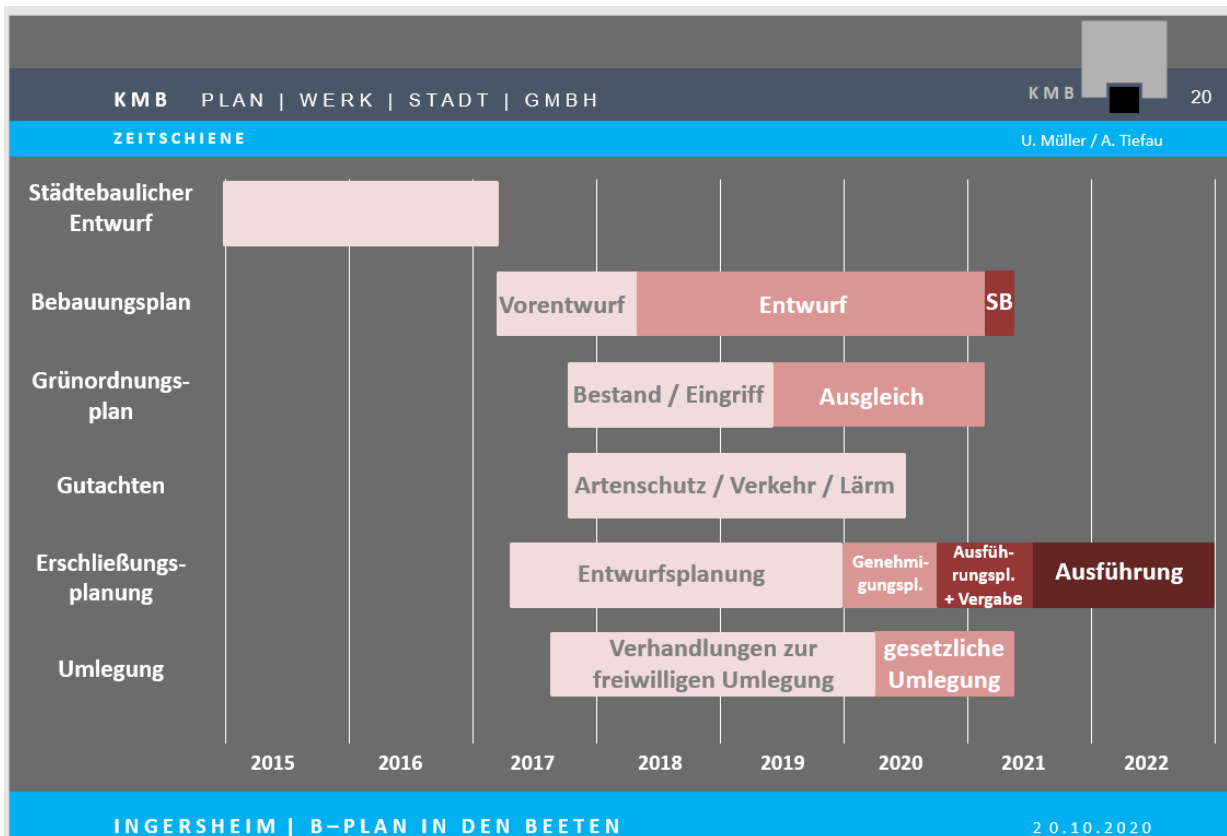 KMB PLAN | WERK | STADT | GMBH
KMB
20
ZEITSCHIENE
U. Müller / A. Tiefau
Städtebaulicher
Entwurf
Bebauungsplan
Vorentwurf
Entwurf
SB
Grünordnungs-
plan
Bestand / Eingriff
Ausgleich
Gutachten
Artenschutz / Verkehr / Lärm
Erschließungs-
planung
Entwurfsplanung
Genehmi-
gungspl.
Ausfüh-
rungspl.
+ Vergabe
Ausführung
Umlegung
Verhandlungen zur
freiwilligen Umlegung
gesetzliche
Umlegung
2015 2016 2017 2018 2019 2020 2021 2022
INGERSHEIM | B–PLAN IN DEN BEETEN
20.10.2020